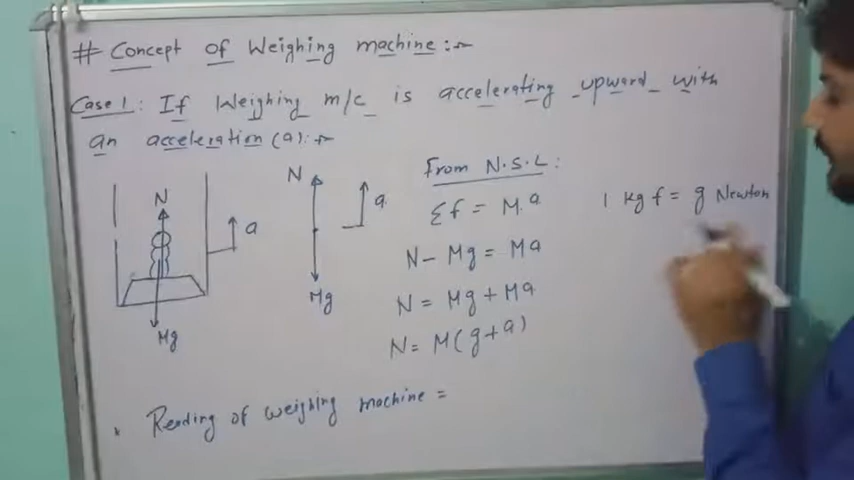 # Concept of Weighing machine :-
Case 1 : If Weighing m/c is accelerating upward with
an acceleration (a) :-
N
a
Mg
N
a
Mg
From N.S.L :
Σf = M.a
N - Mg = Ma
N = Mg + Ma
N = M(g+a)
1 kg f = g Newton
• Reading of weighing machine =